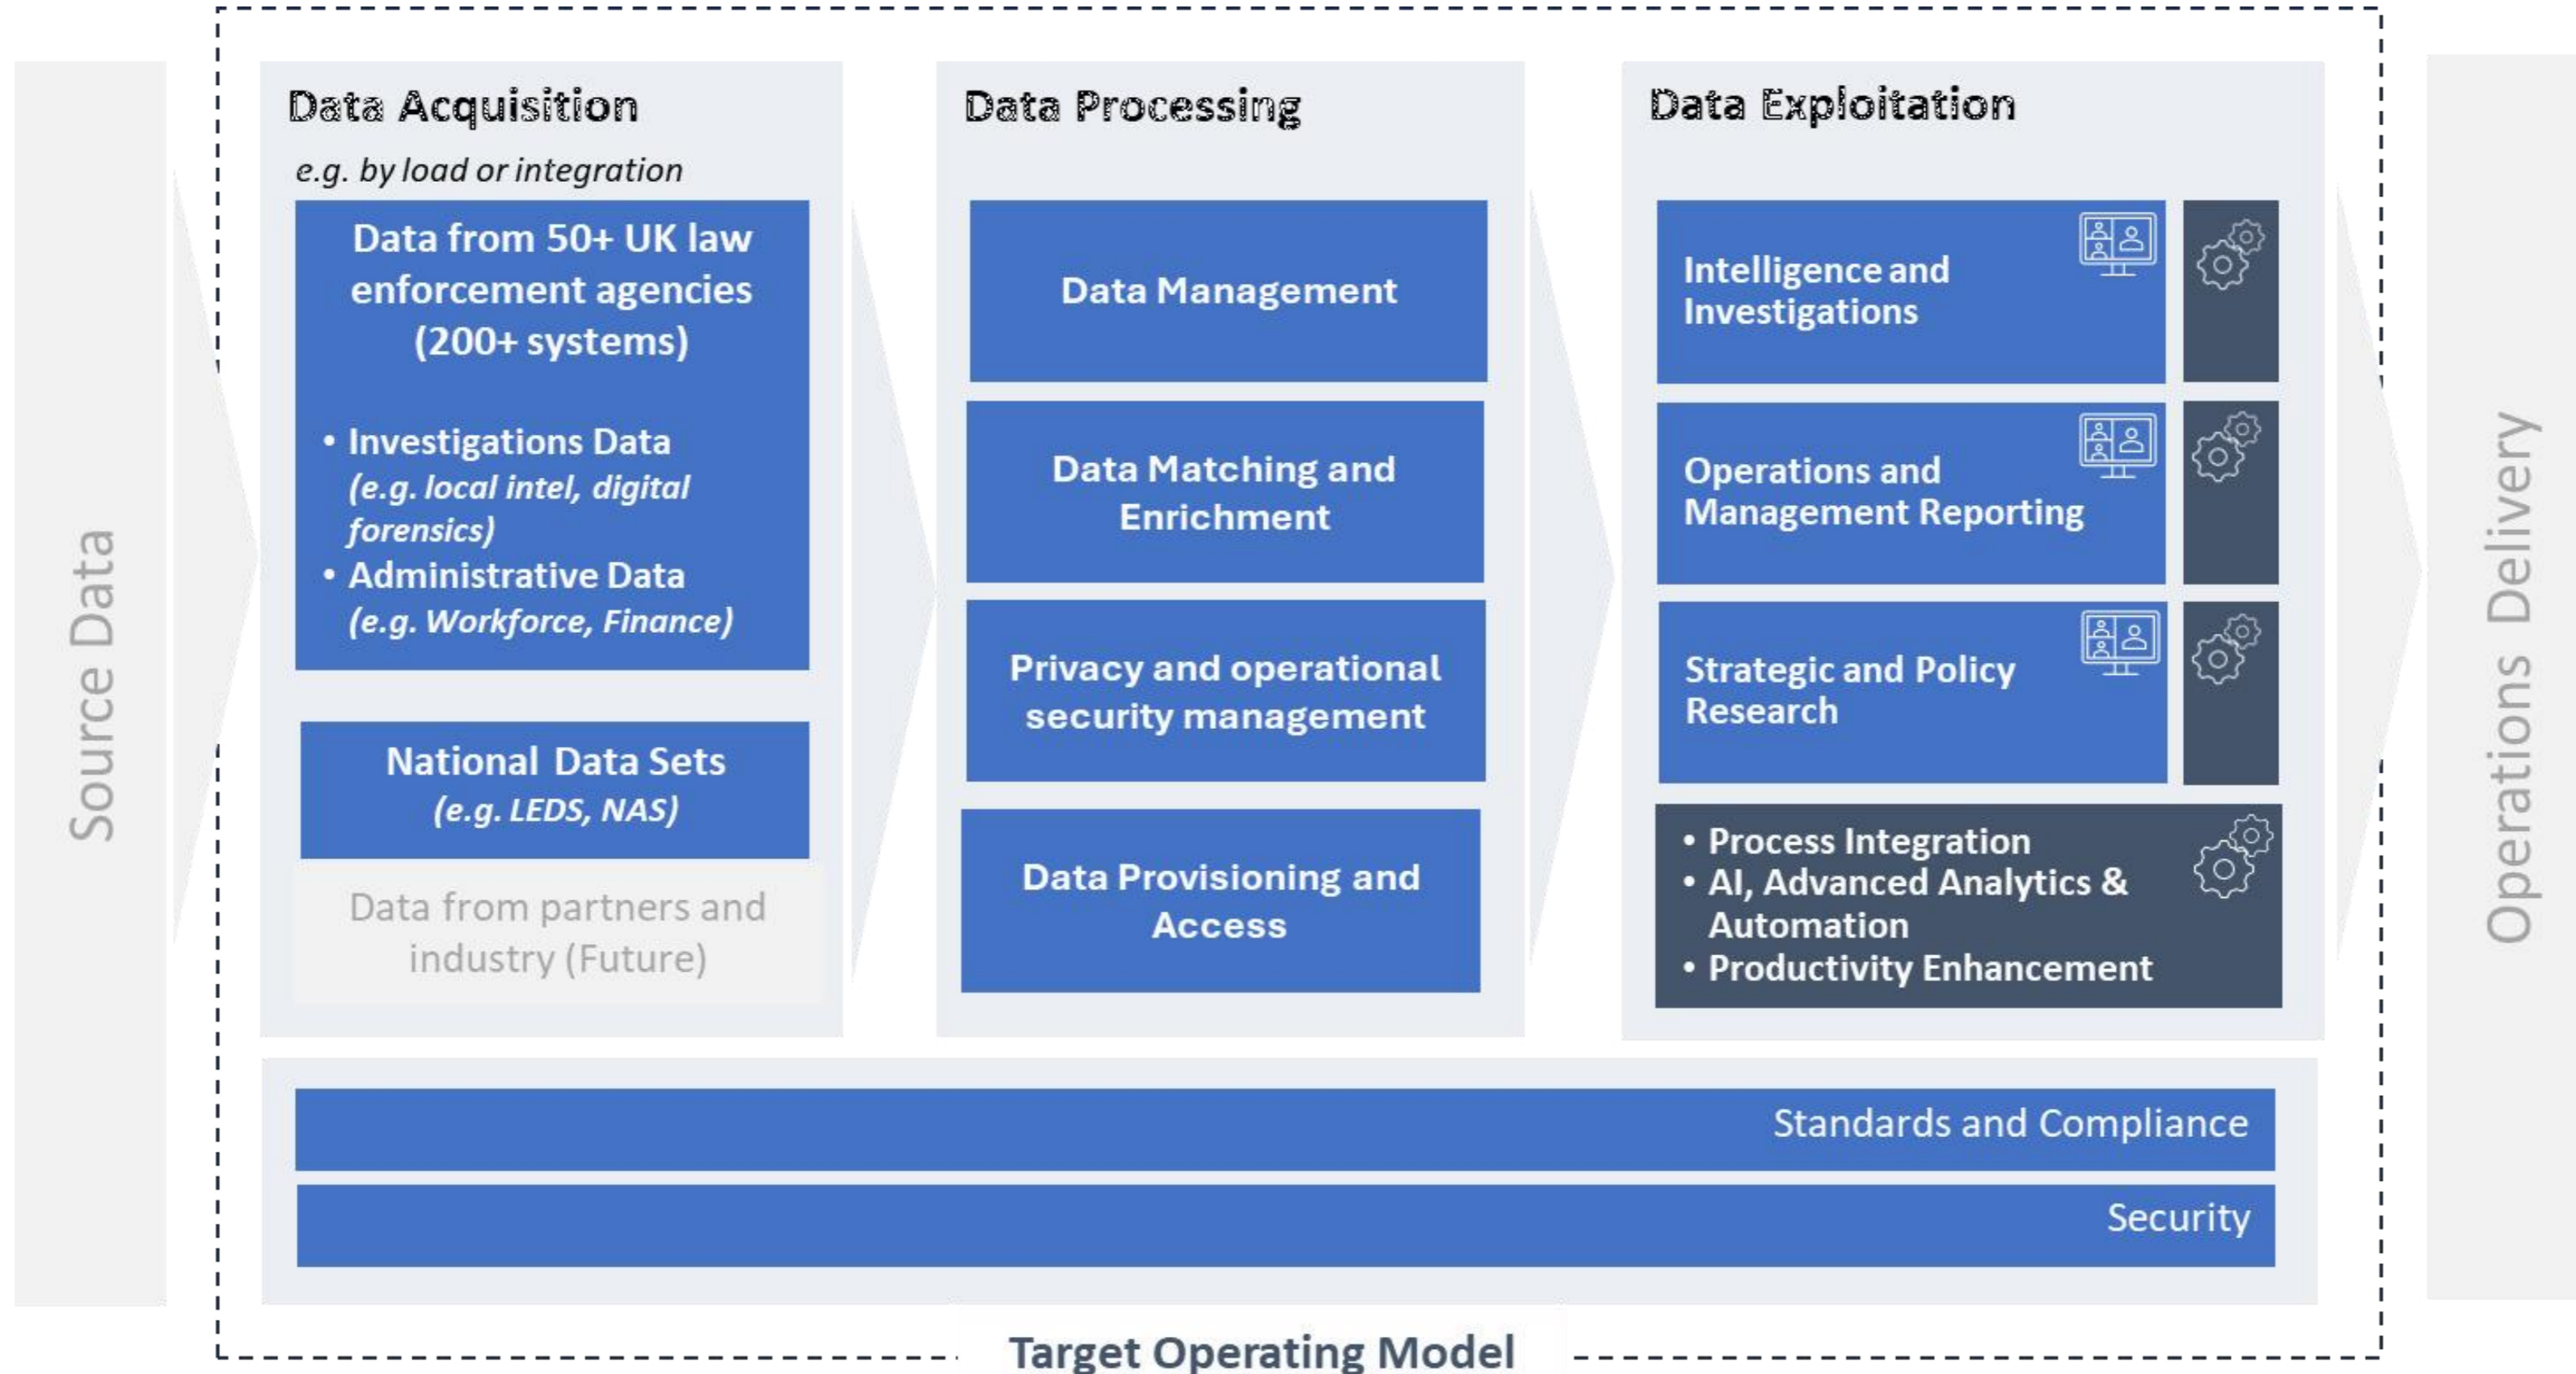 Source Data
Data Acquisition
e.g. by load or integration
Data from 50+ UK law
enforcement agencies
(200+ systems)
• Investigations Data
(e.g. local intel, digital
forensics)
• Administrative Data
(e.g. Workforce, Finance)
National Data Sets
(e.g. LEDS, NAS)
Data from partners and
industry (Future)
Data Processing
Data Management
Data Matching and
Enrichment
Privacy and operational
security management
Data Provisioning and
Access
Data Exploitation
Intelligence and
Investigations
Operations and
Management Reporting
Strategic and Policy
Research
• Process Integration
• AI, Advanced Analytics &
Automation
• Productivity Enhancement
Standards and Compliance
Security
Target Operating Model
Operations Delivery